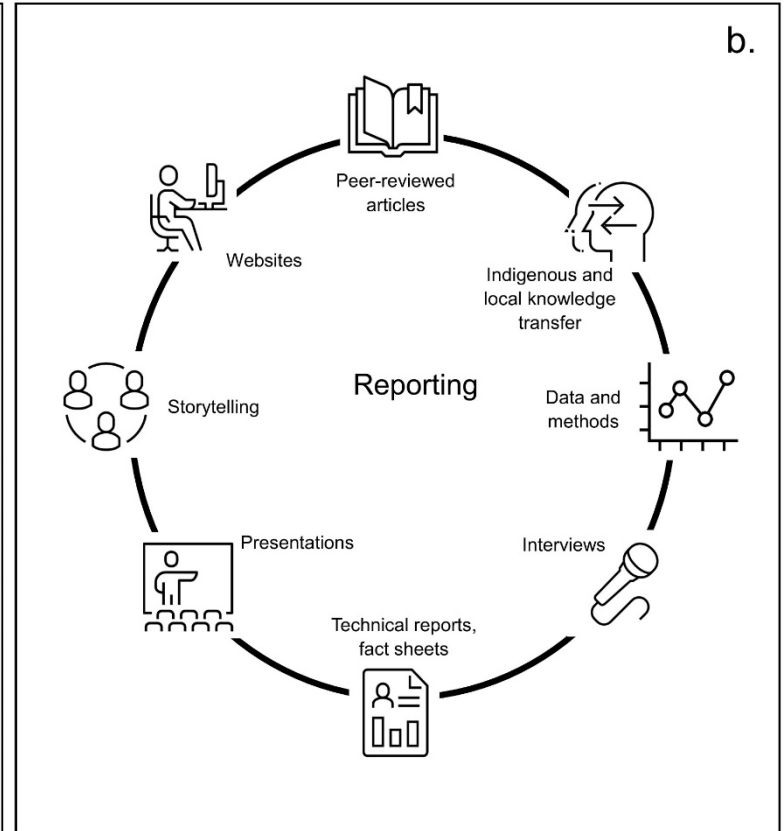 b.
Peer-reviewed
articles
Websites
Indigenous and
local knowledge
transfer
Reporting
Storytelling
Data and
methods
Presentations
Interviews
Technical reports,
fact sheets